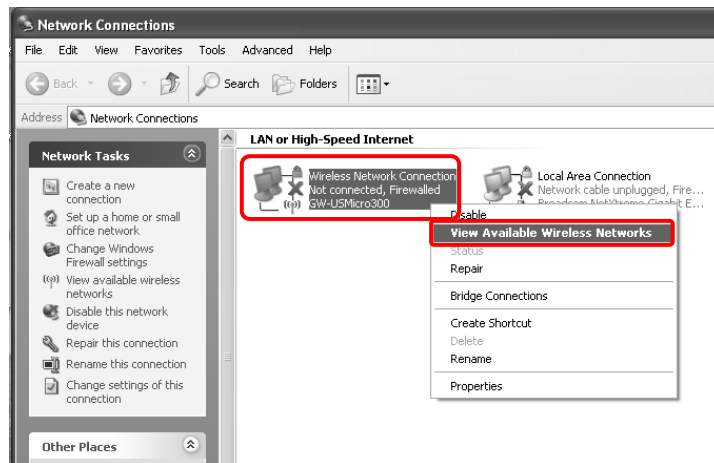 Network Connections
File Edit View Favorites Tools Advanced Help
Back Search Folders
Address Network Connections
Network Tasks
Create a new
connection
Set up a home or small
office network
Change Windows
Firewall settings
View available wireless
networks
Disable this network
device
Repair this connection
Rename this connection
Change settings of this
connection
Other Places
LAN or High-Speed Internet
Wireless Network Connection
Not connected, Firewalled
GW-USMicro300
Local Area Connection
Network cable unplugged, Fire...
Broadcom NetXtreme Gigabit E...
Disable
View Available Wireless Networks
Status
Repair
Bridge Connections
Create Shortcut
Delete
Rename
Properties